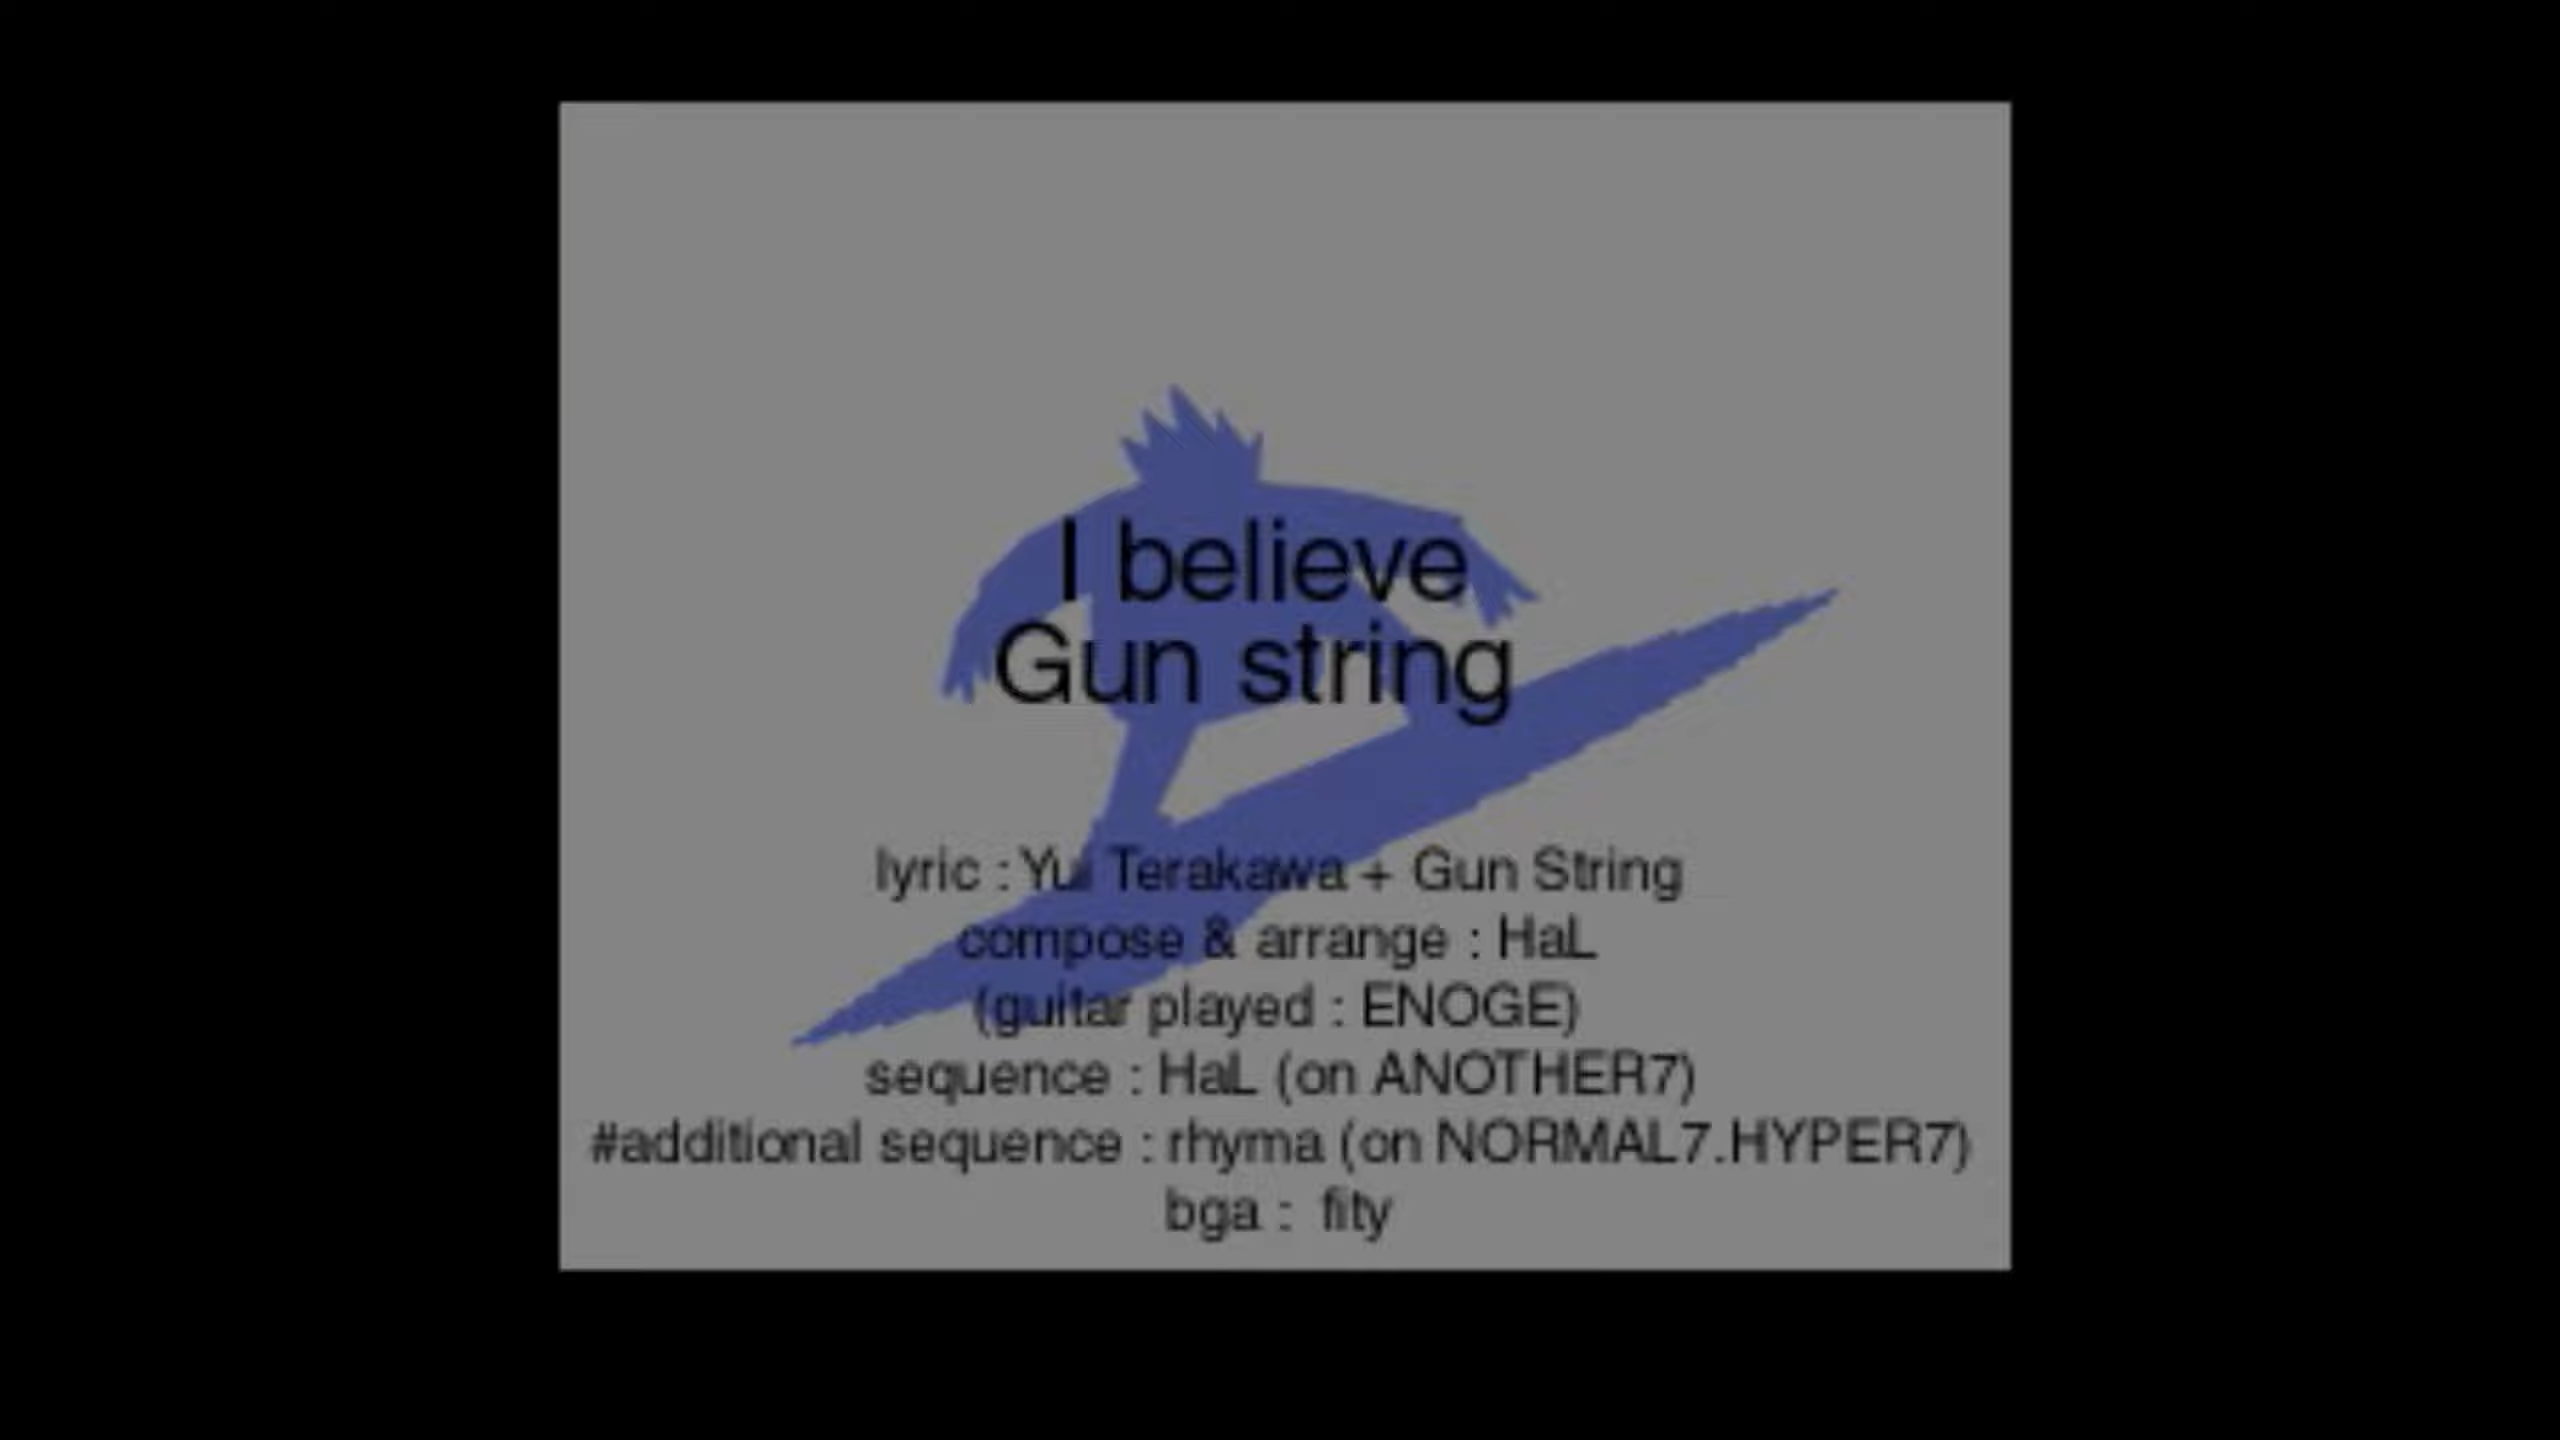 I believe
Gun string
lyric : Yui Terakawa + Gun String
compose & arrange : HaL
(guitar played : ENOGE)
sequence : HaL (on ANOTHER7)
#additional sequence : rhyma (on NORMAL7.HYPER7)
bga : fity